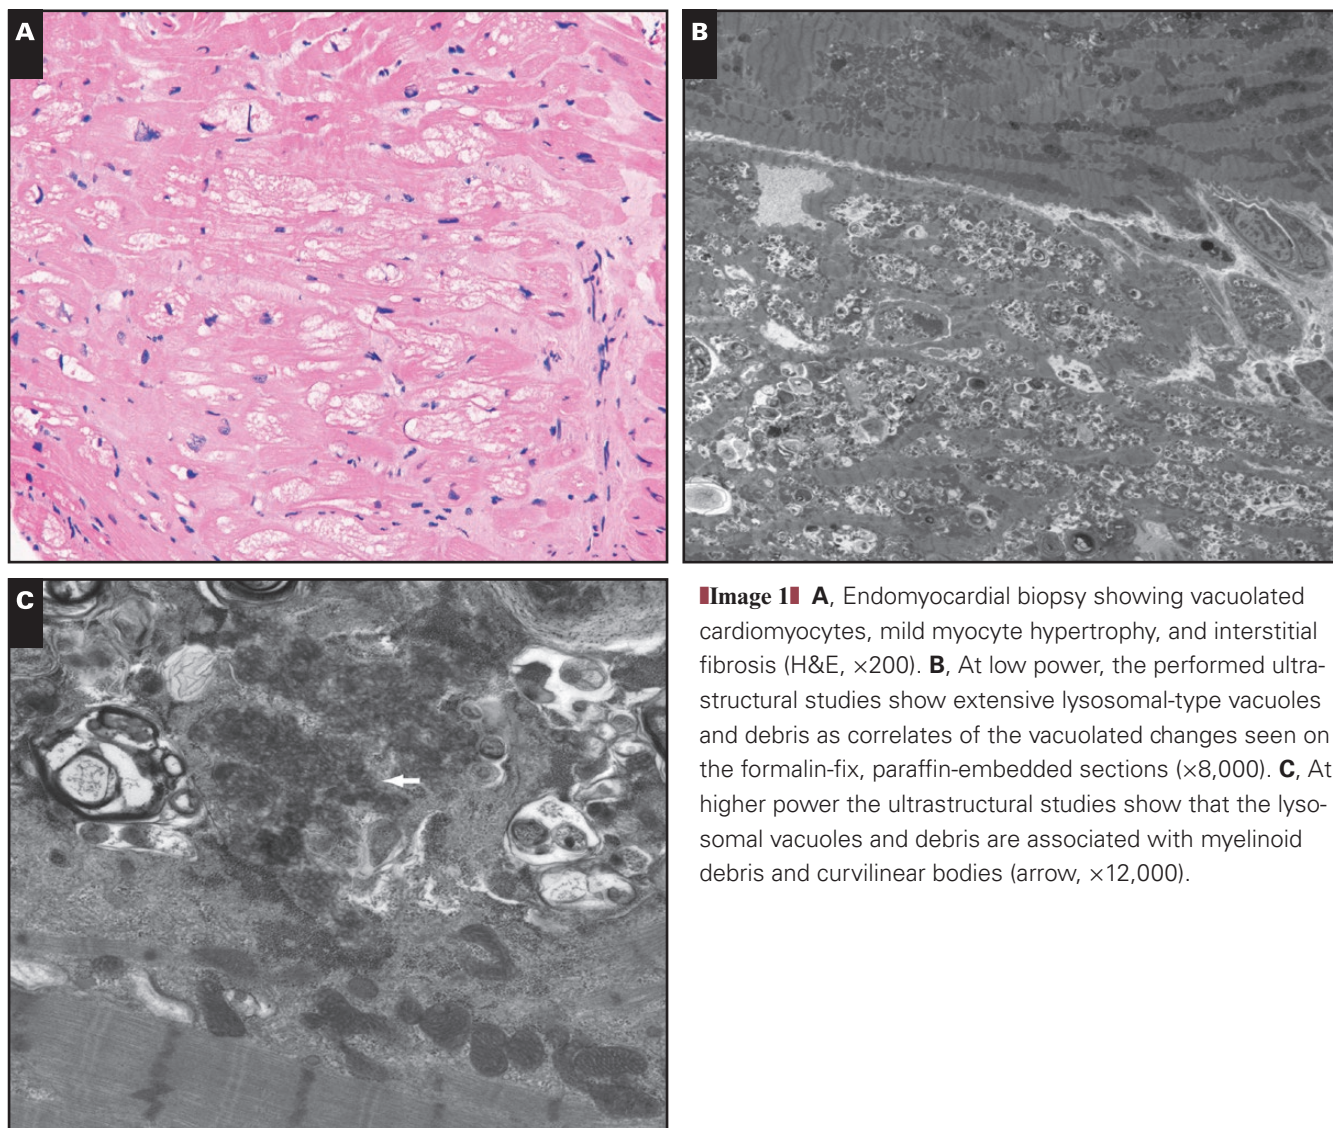 A
B
C
Image 1 A, Endomyocardial biopsy showing vacuolated
cardiomyocytes, mild myocyte hypertrophy, and interstitial
fibrosis (H&E, ×200). B, At low power, the performed ultra-
structural studies show extensive lysosomal-type vacuoles
and debris as correlates of the vacuolated changes seen on
the formalin-fix, paraffin-embedded sections (×8,000). C, At
higher power the ultrastructural studies show that the lyso-
somal vacuoles and debris are associated with myelinoid
debris and curvilinear bodies (arrow, ×12,000).